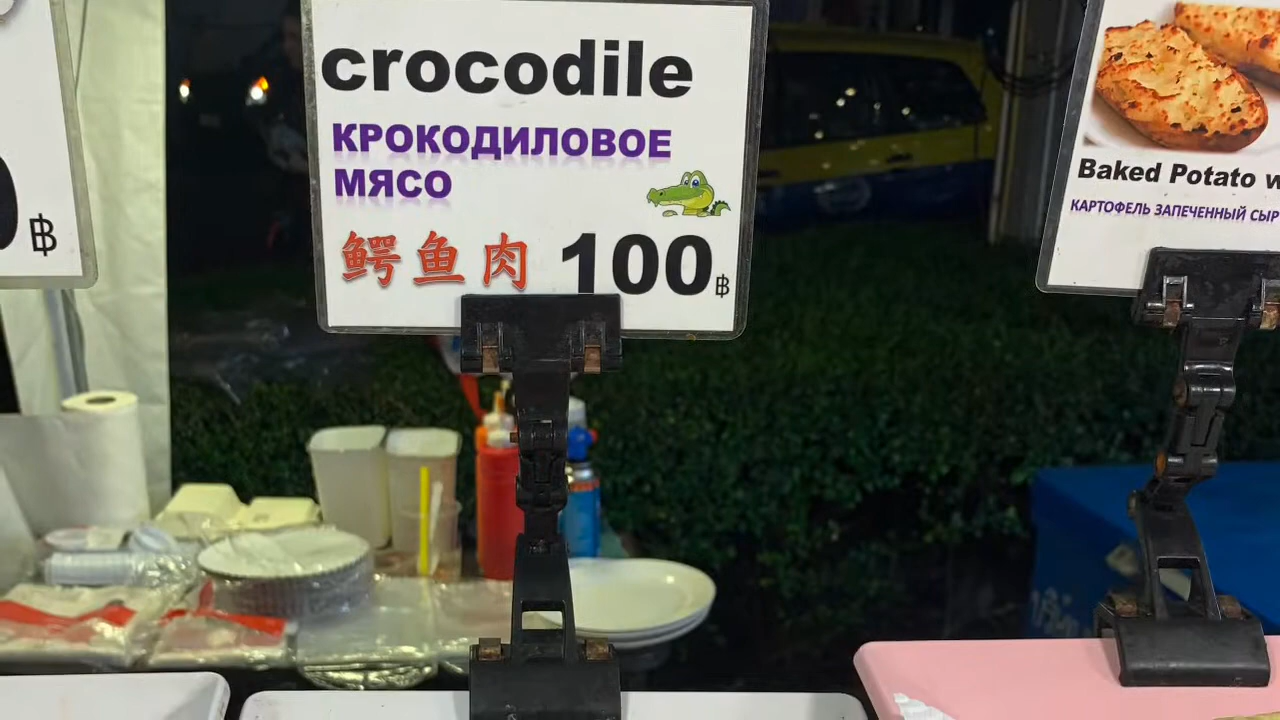 crocodile
КРОКОДИЛОВОЕ
МЯСО
鳄鱼肉 100฿
฿
Baked Potato
КАРТОФЕЛЬ ЗАПЕЧЕННЫЙ СЫР